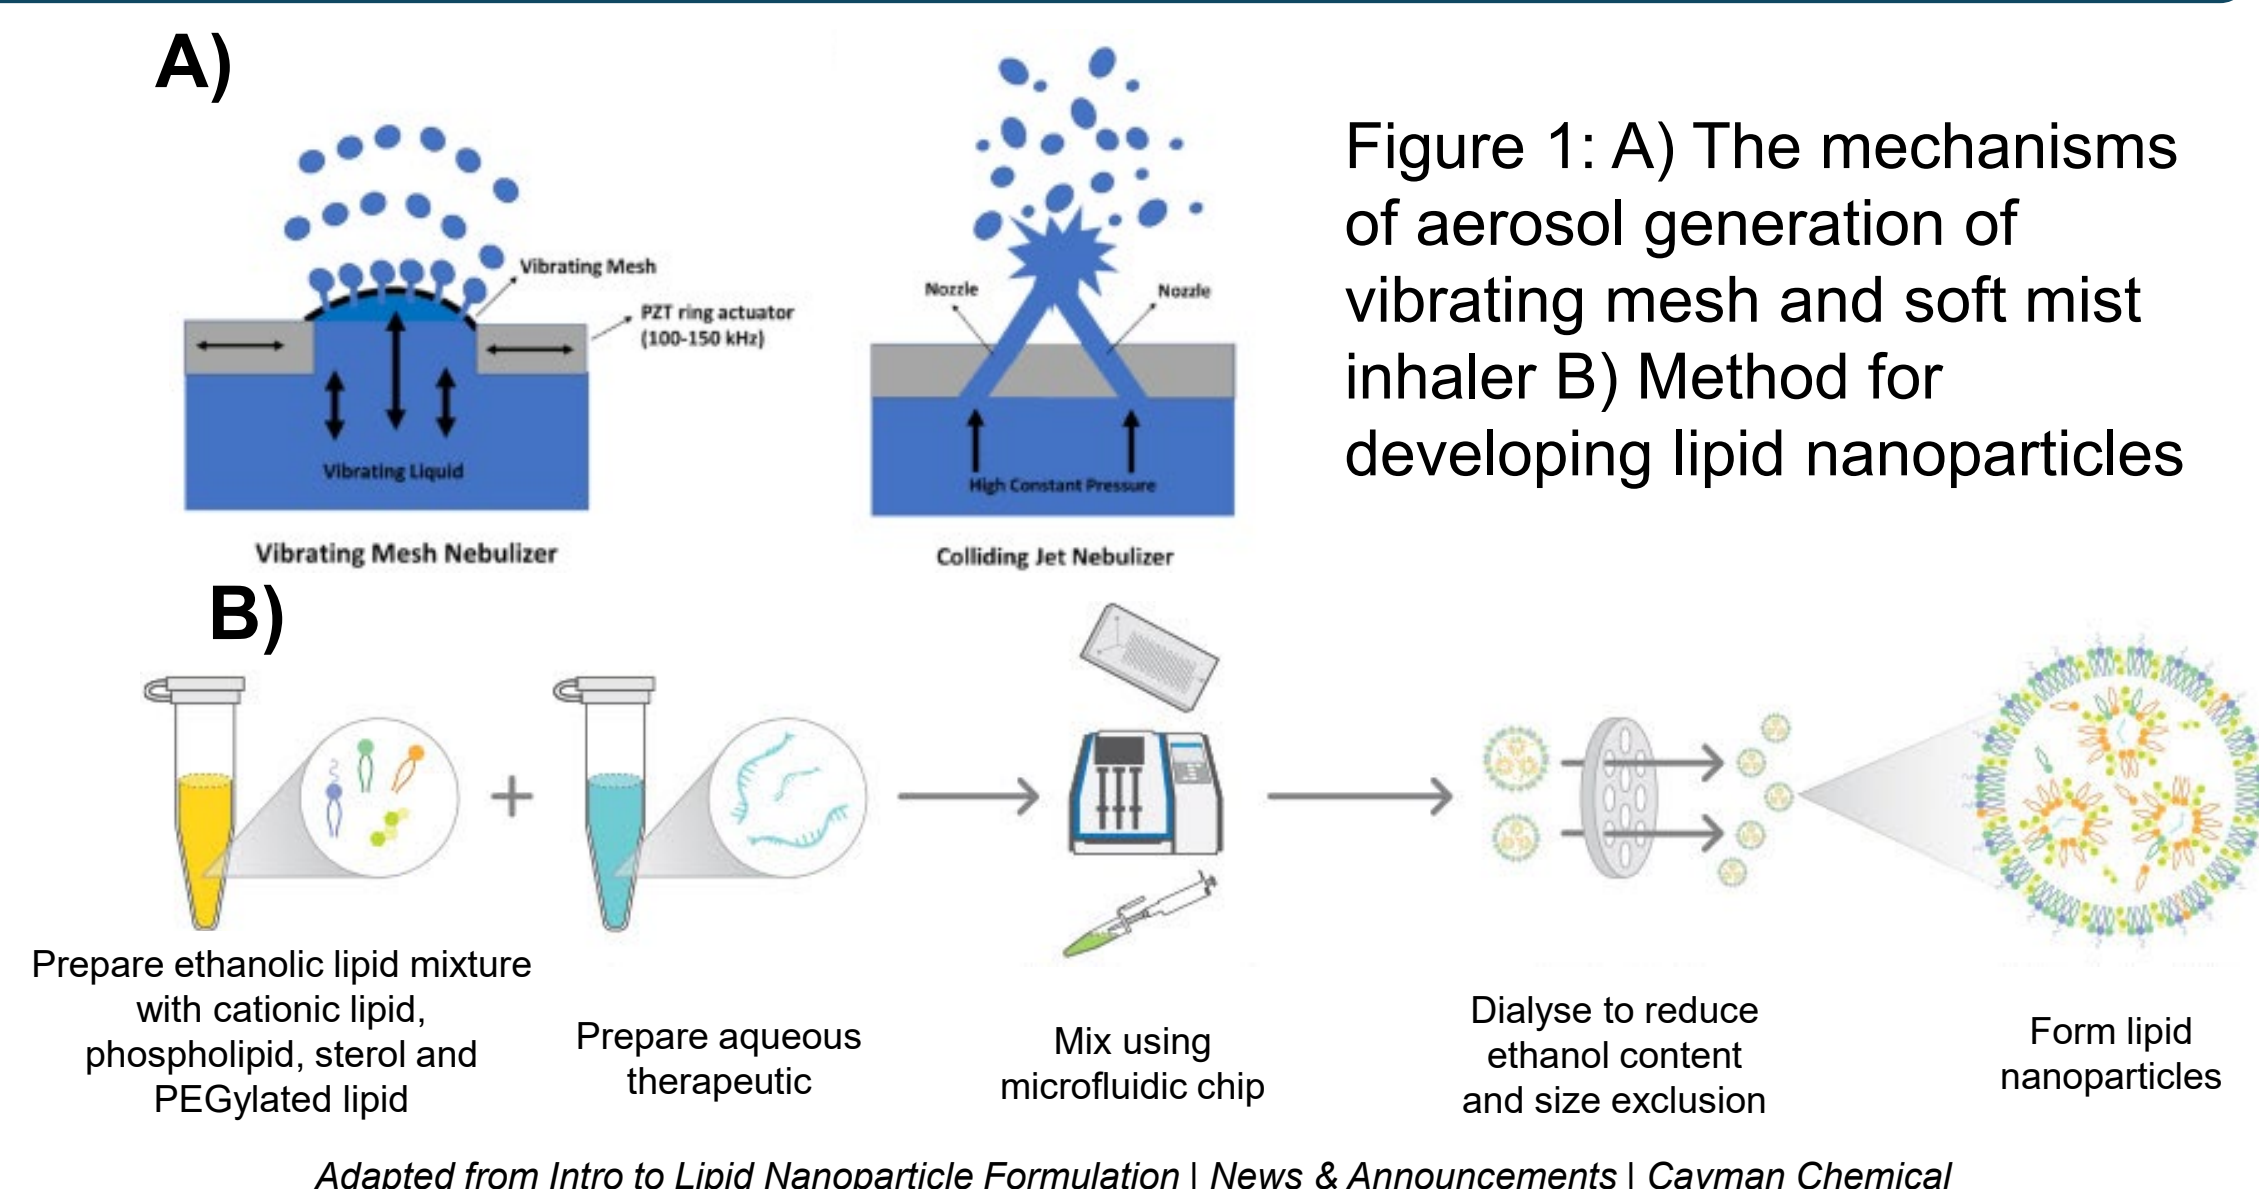 A)
Vibrating Mesh
PZT ring actuator
(100-150 kHz)
Vibrating Liquid
Vibrating Mesh Nebulizer
Nozzle
Nozzle
High Constant Pressure
Colliding Jet Nebulizer
Figure 1: A) The mechanisms
of aerosol generation of
vibrating mesh and soft mist
inhaler B) Method for
developing lipid nanoparticles
B)
Prepare ethanolic lipid mixture
with cationic lipid,
phospholipid, sterol and
PEGylated lipid
Prepare aqueous
therapeutic
Mix using
microfluidic chip
Dialyse to reduce
ethanol content
and size exclusion
Form lipid
nanoparticles
Adapted from Intro to Lipid Nanoparticle Formulation | News & Announcements | Cayman Chemical